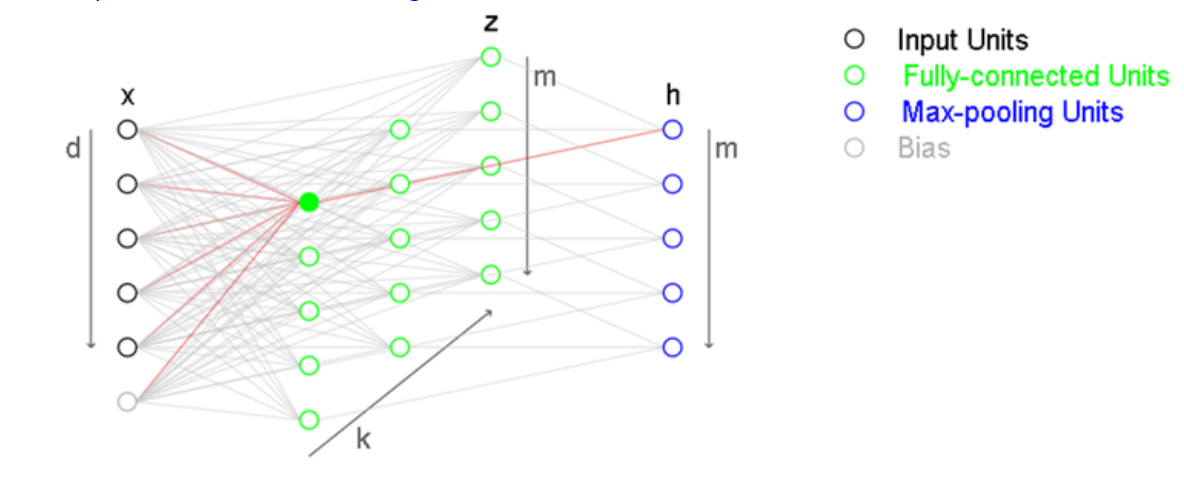 z
x
h
m
d
m
k
Input Units
Fully-connected Units
Max-pooling Units
Bias